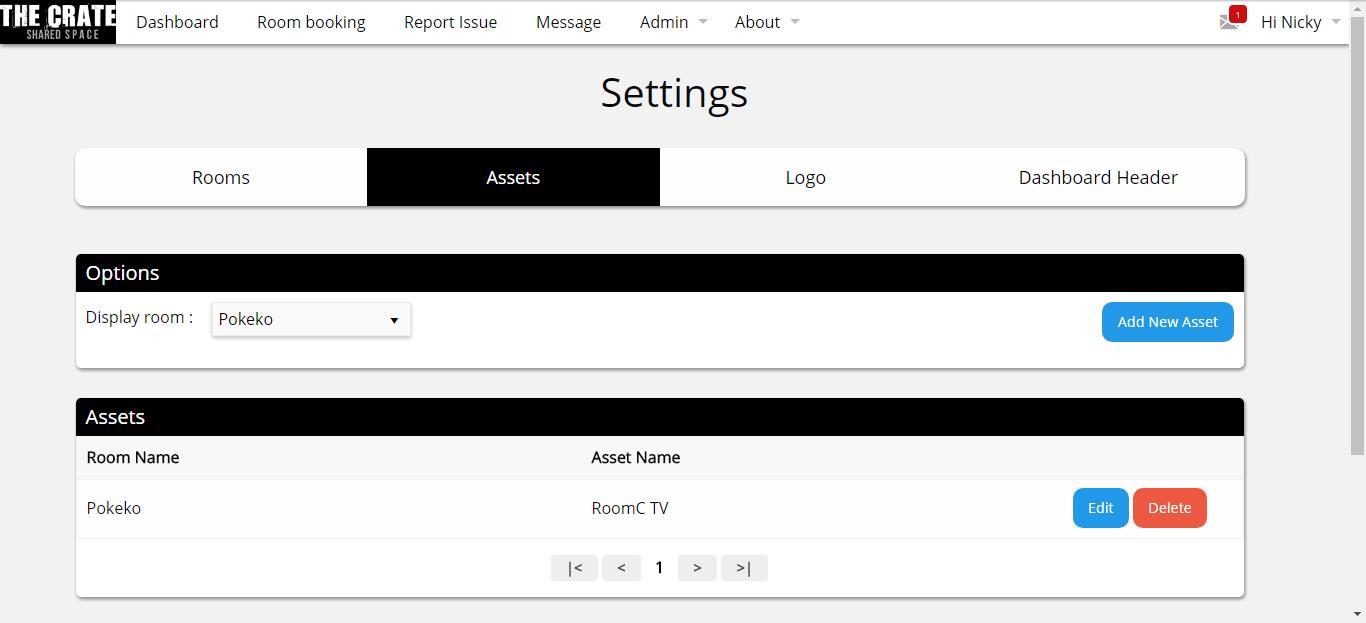 THE CRATE
SHARED SPACE
Dashboard Room booking Report Issue Message Admin About 1 Hi Nicky
Settings
Rooms Assets Logo Dashboard Header
Options
Display room : Pokeko Add New Asset
Assets
Room Name Asset Name
Pokeko RoomC TV Edit Delete
|< < 1 > >|